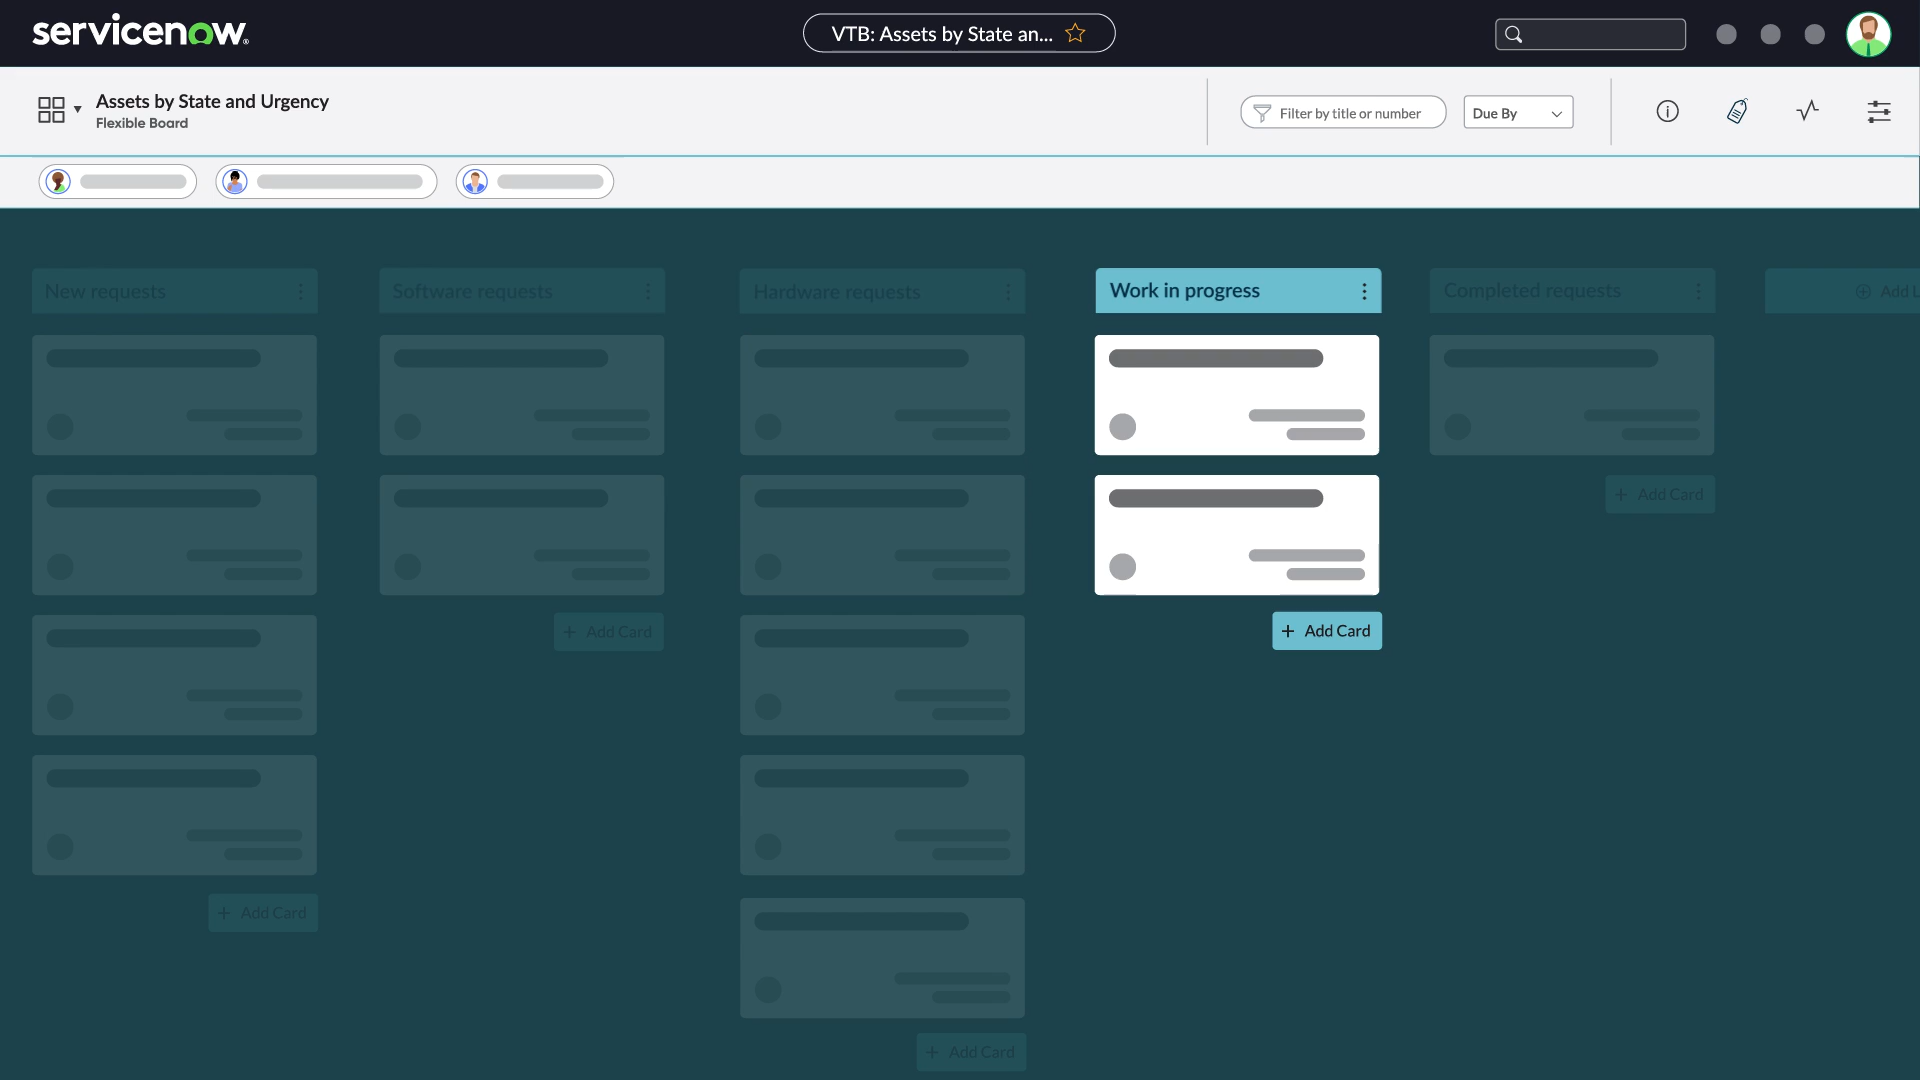 servicenow
VTB: Assets by State an...
Assets by State and Urgency
Flexible Board
Filter by title or number
Due By
New requests
Software requests
Hardware requests
Work in progress
Completed requests
Add L
+ Add Card
+ Add Card
+ Add Card
+ Add Card
+ Add Card